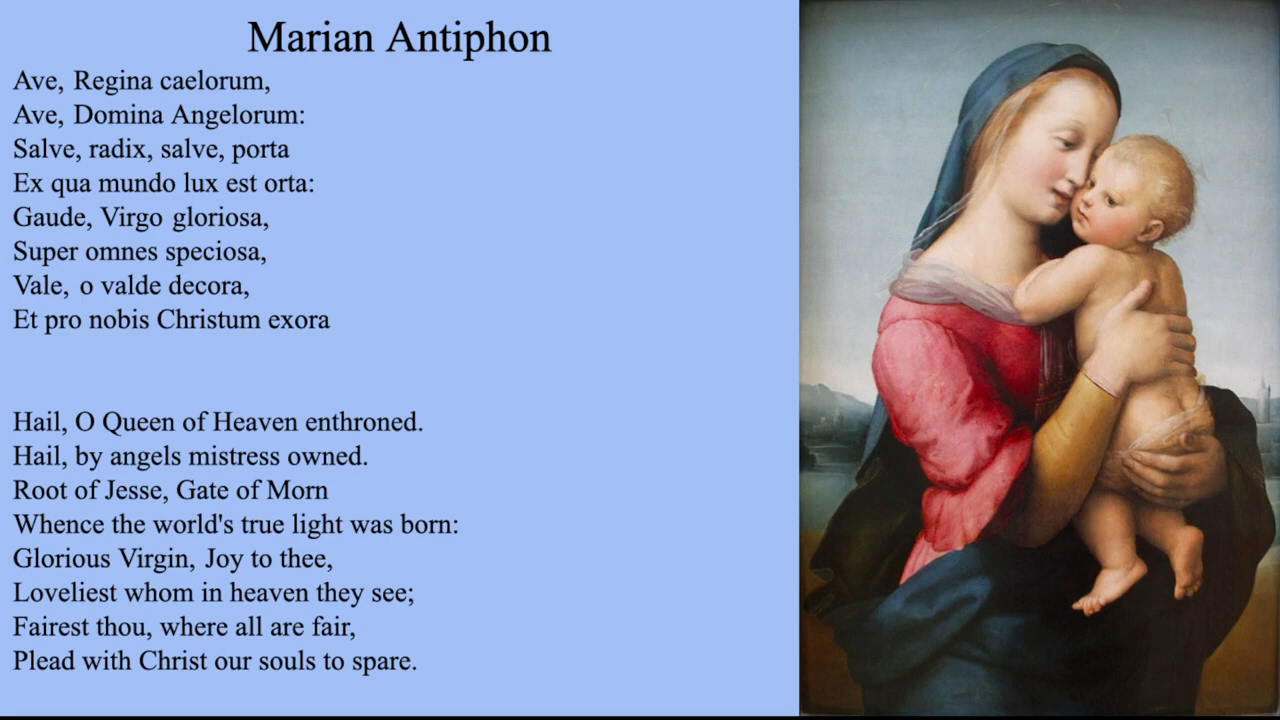 Marian Antiphon
Ave, Regina caelorum,
Ave, Domina Angelorum:
Salve, radix, salve, porta
Ex qua mundo lux est orta:
Gaude, Virgo gloriosa,
Super omnes speciosa,
Vale, o valde decora,
Et pro nobis Christum exora
Hail, O Queen of Heaven enthroned.
Hail, by angels mistress owned.
Root of Jesse, Gate of Morn
Whence the world's true light was born:
Glorious Virgin, Joy to thee,
Loveliest whom in heaven they see;
Fairest thou, where all are fair,
Plead with Christ our souls to spare.